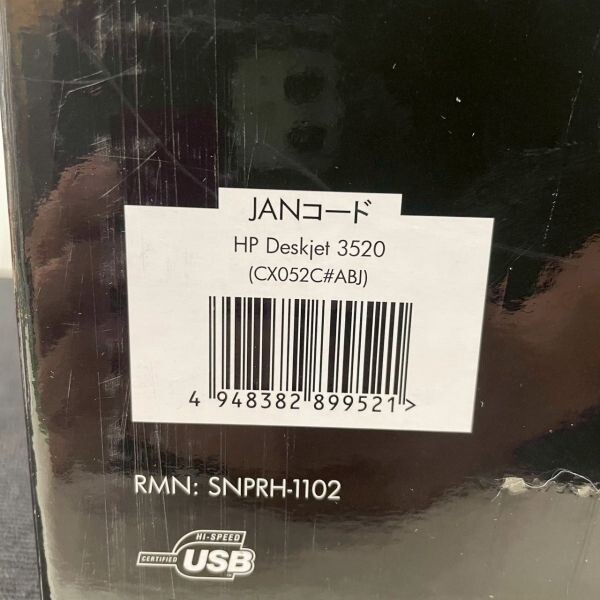 JANコード
HP Deskjet 3520
(CX052C#ABJ)
4 948382 899521 >
RMN: SNPRH-1102
HI-SPEED
CERTIFIED USB